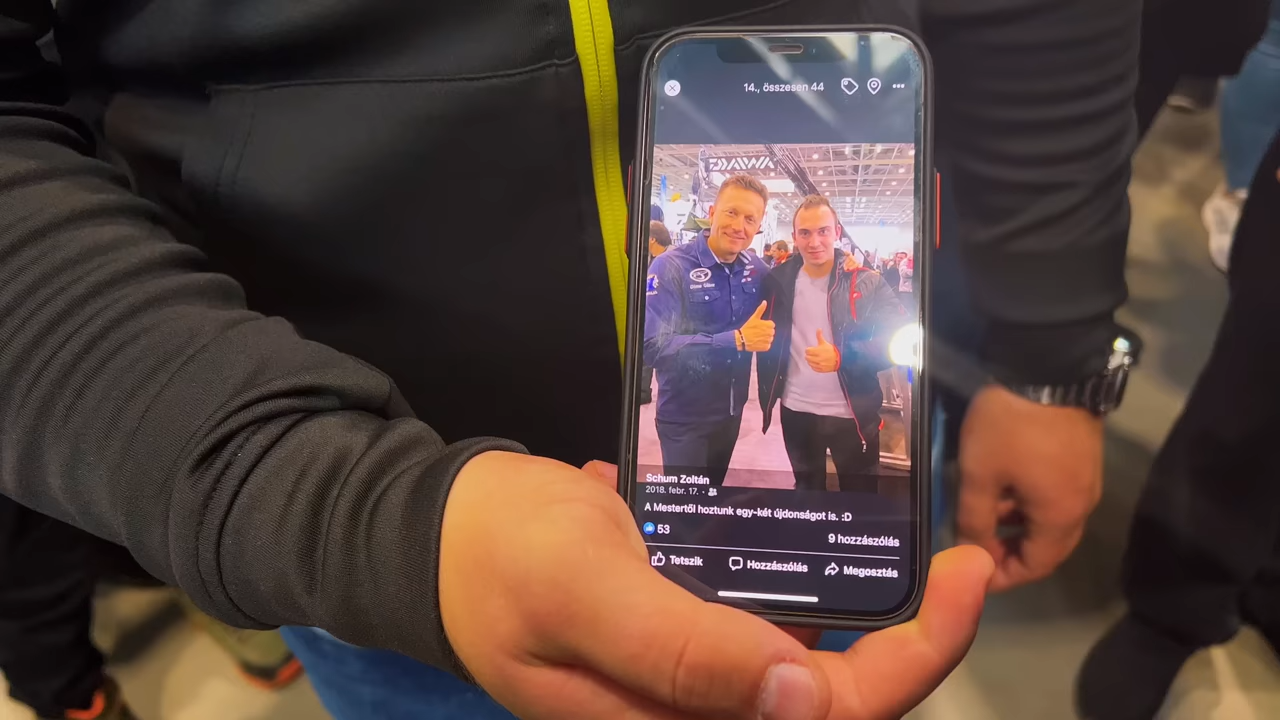 14., összesen 44
DAIWA
Schum Zoltán
2018. febr. 17. ·
A Mestertől hoztunk egy-két újdonságot is. :D
53
9 hozzászólás
Tetszik
Hozzászólás
Megosztás